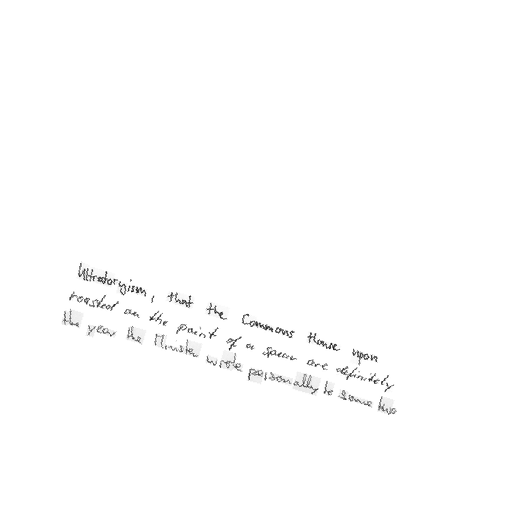 Ultratoryism, that the Commons House upon
roasted on the point of a spear are definitely
the year the Minister wrote personally to some two